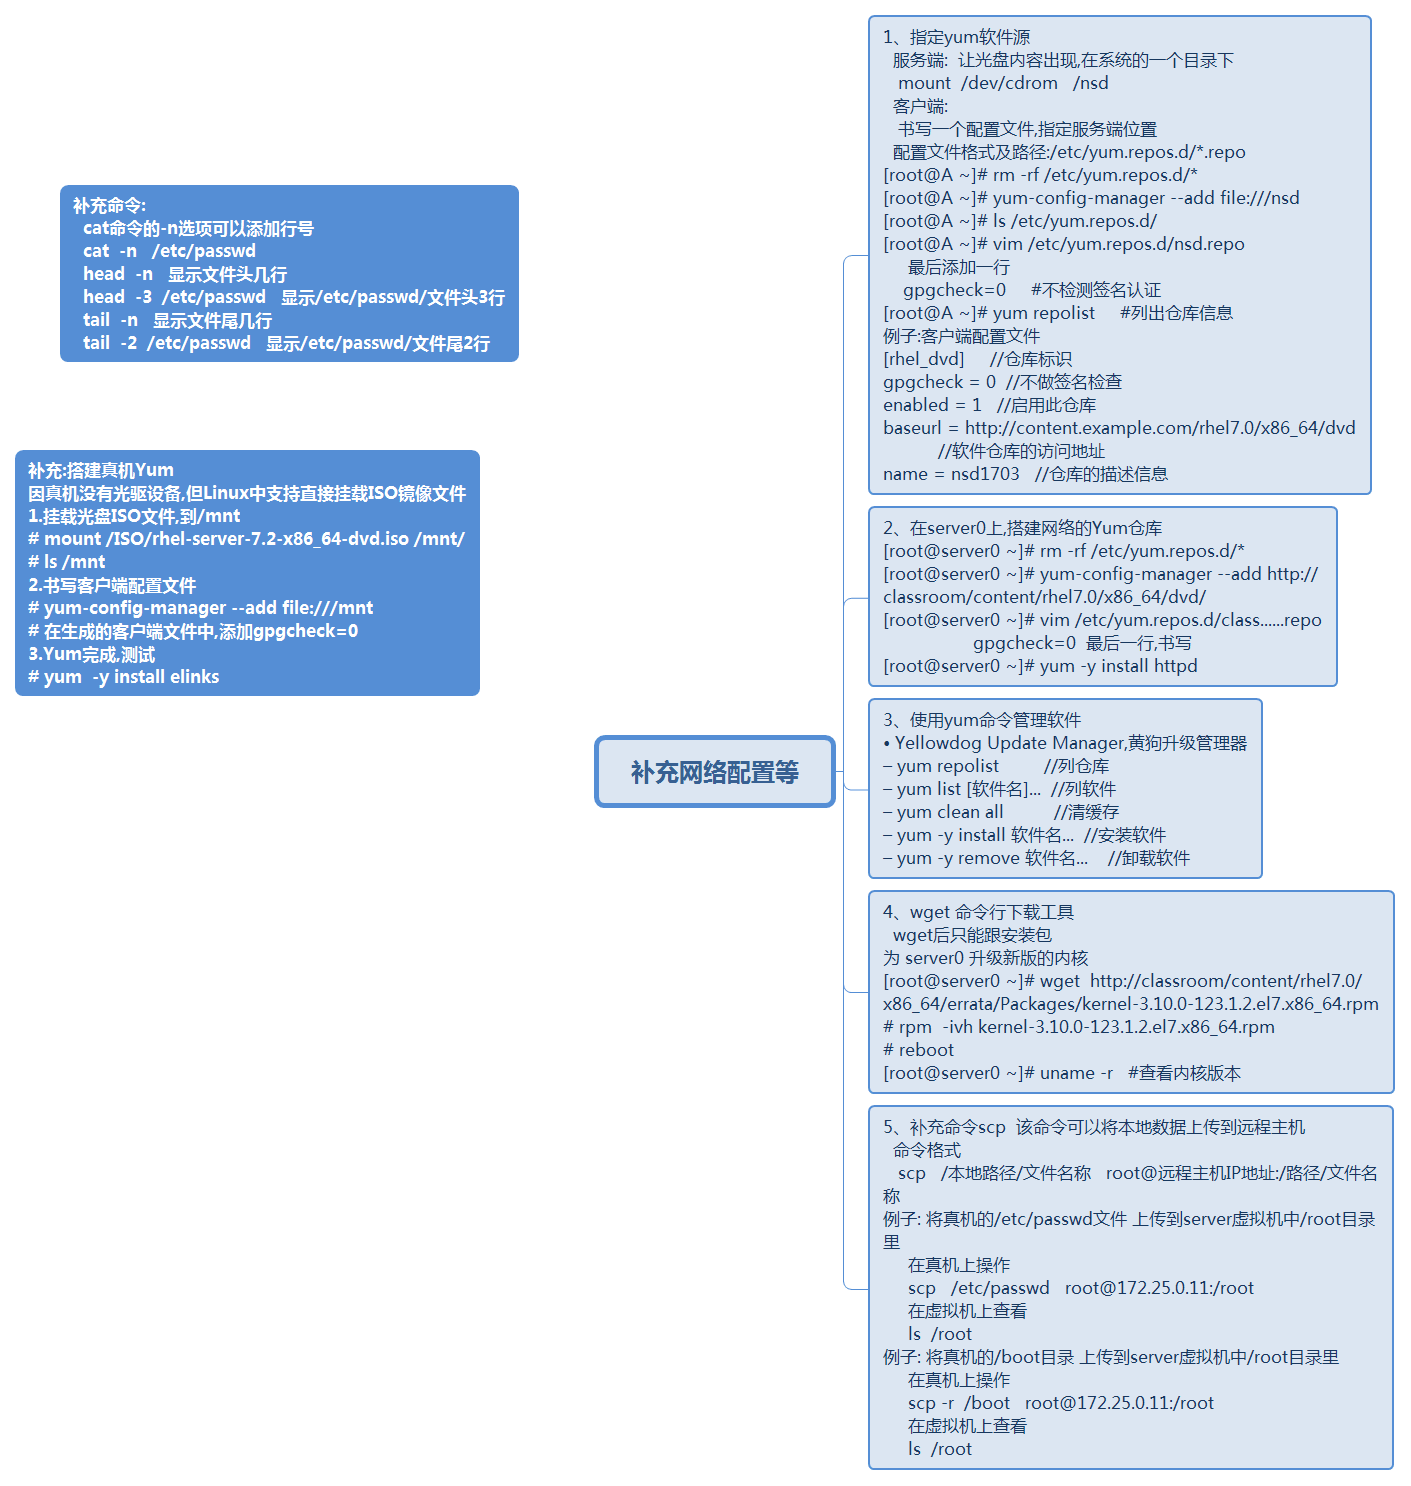 补充命令:
cat命令的-n选项可以添加行号
cat  -n   /etc/passwd
head  -n   显示文件头几行
head  -3  /etc/passwd   显示/etc/passwd/文件头3行
tail  -n   显示文件尾几行
tail  -2  /etc/passwd   显示/etc/passwd/文件尾2行
补充:搭建真机Yum
因真机没有光驱设备,但Linux中支持直接挂载ISO镜像文件
1.挂载光盘ISO文件,到/mnt
# mount /ISO/rhel-server-7.2-x86_64-dvd.iso /mnt/
# ls /mnt
2.书写客户端配置文件
# yum-config-manager --add file:///mnt
# 在生成的客户端文件中,添加gpgcheck=0
3.Yum完成,测试
# yum  -y install elinks
补充网络配置等
1、指定yum软件源
服务端:  让光盘内容出现,在系统的一个目录下
mount  /dev/cdrom   /nsd
客户端:
书写一个配置文件,指定服务端位置
配置文件格式及路径:/etc/yum.repos.d/*.repo
[root@A ~]# rm -rf /etc/yum.repos.d/*
[root@A ~]# yum-config-manager --add file:///nsd
[root@A ~]# ls /etc/yum.repos.d/
[root@A ~]# vim /etc/yum.repos.d/nsd.repo
最后添加一行
gpgcheck=0     #不检测签名认证
[root@A ~]# yum repolist     #列出仓库信息
例子:客户端配置文件
[rhel_dvd]     //仓库标识
gpgcheck = 0  //不做签名检查
enabled = 1   //启用此仓库
baseurl = http://content.example.com/rhel7.0/x86_64/dvd
//软件仓库的访问地址
name = nsd1703   //仓库的描述信息
2、在server0上,搭建网络的Yum仓库
[root@server0 ~]# rm -rf /etc/yum.repos.d/*
[root@server0 ~]# yum-config-manager --add http://
classroom/content/rhel7.0/x86_64/dvd/
[root@server0 ~]# vim /etc/yum.repos.d/class......repo
gpgcheck=0  最后一行,书写
[root@server0 ~]# yum -y install httpd
3、使用yum命令管理软件
• Yellowdog Update Manager,黄狗升级管理器
– yum repolist         //列仓库
– yum list [软件名]...  //列软件
– yum clean all          //清缓存
– yum -y install 软件名...  //安装软件
– yum -y remove 软件名...    //卸载软件
4、wget 命令行下载工具
wget后只能跟安装包
为 server0 升级新版的内核
[root@server0 ~]# wget  http://classroom/content/rhel7.0/
x86_64/errata/Packages/kernel-3.10.0-123.1.2.el7.x86_64.rpm
# rpm  -ivh kernel-3.10.0-123.1.2.el7.x86_64.rpm
# reboot
[root@server0 ~]# uname -r   #查看内核版本
5、补充命令scp  该命令可以将本地数据上传到远程主机
命令格式
scp   /本地路径/文件名称   root@远程主机IP地址:/路径/文件名
称
例子: 将真机的/etc/passwd文件 上传到server虚拟机中/root目录
里
在真机上操作
scp   /etc/passwd   root@172.25.0.11:/root
在虚拟机上查看
ls  /root
例子: 将真机的/boot目录 上传到server虚拟机中/root目录里
在真机上操作
scp -r  /boot   root@172.25.0.11:/root
在虚拟机上查看
ls  /root